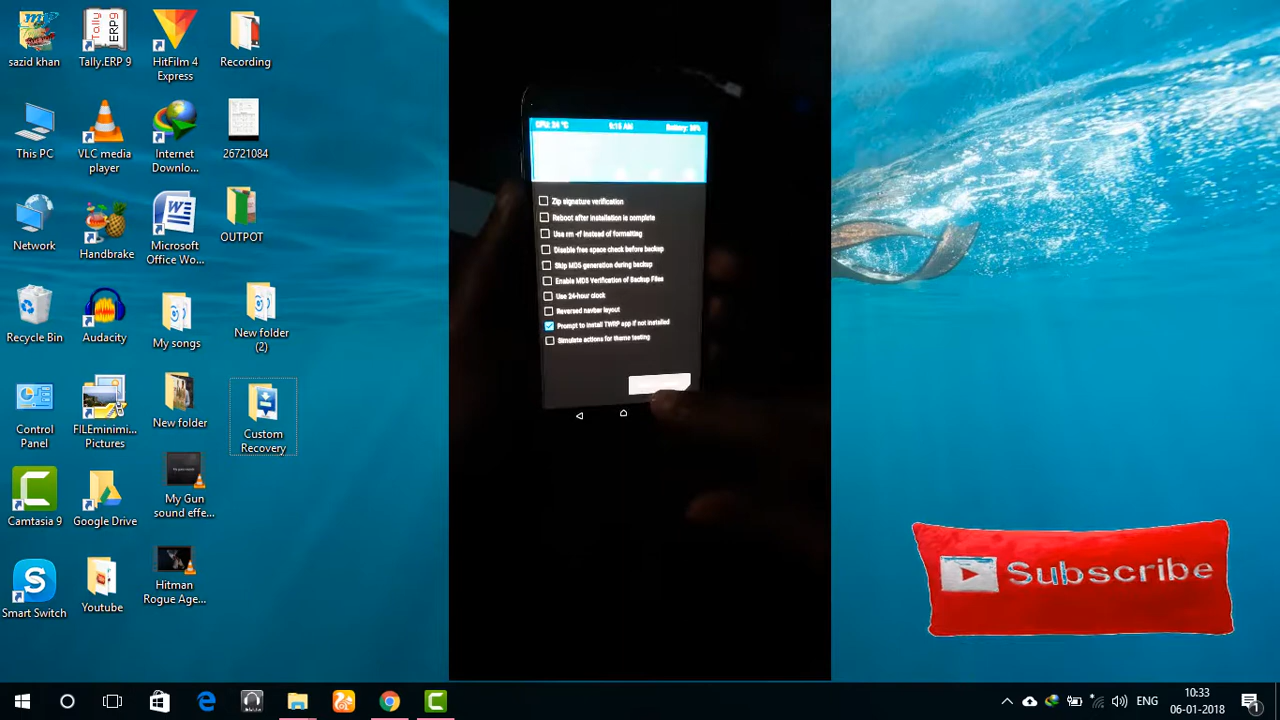 sazid khan
Tally.ERP 9
HitFilm 4
Express
Recording
This PC
VLC media
player
Internet
Downlo...
26721084
Network
Handbrake
Microsoft
Office Wo...
OUTPOT
Recycle Bin
Audacity
My songs
New folder
(2)
Control
Panel
FILEminimi...
Pictures
New folder
Custom
Recovery
Camtasia 9
Google Drive
My Gun
sound effe...
Smart Switch
Youtube
Hitman
Rogue Age...
CPU: 24 °C
9:15 AM
Zip signature verification
Reboot after installation is complete
Use rm -rf instead of formatting
Disable free space check before backup
Skip MD5 generation during backup
Enable MD5 Verification of Backup Files
Use 24-hour clock
Reversed navbar layout
Prompt to install TWRP app if not installed
Simulate actions for theme testing
Subscribe
ENG
10:33
06-01-2018